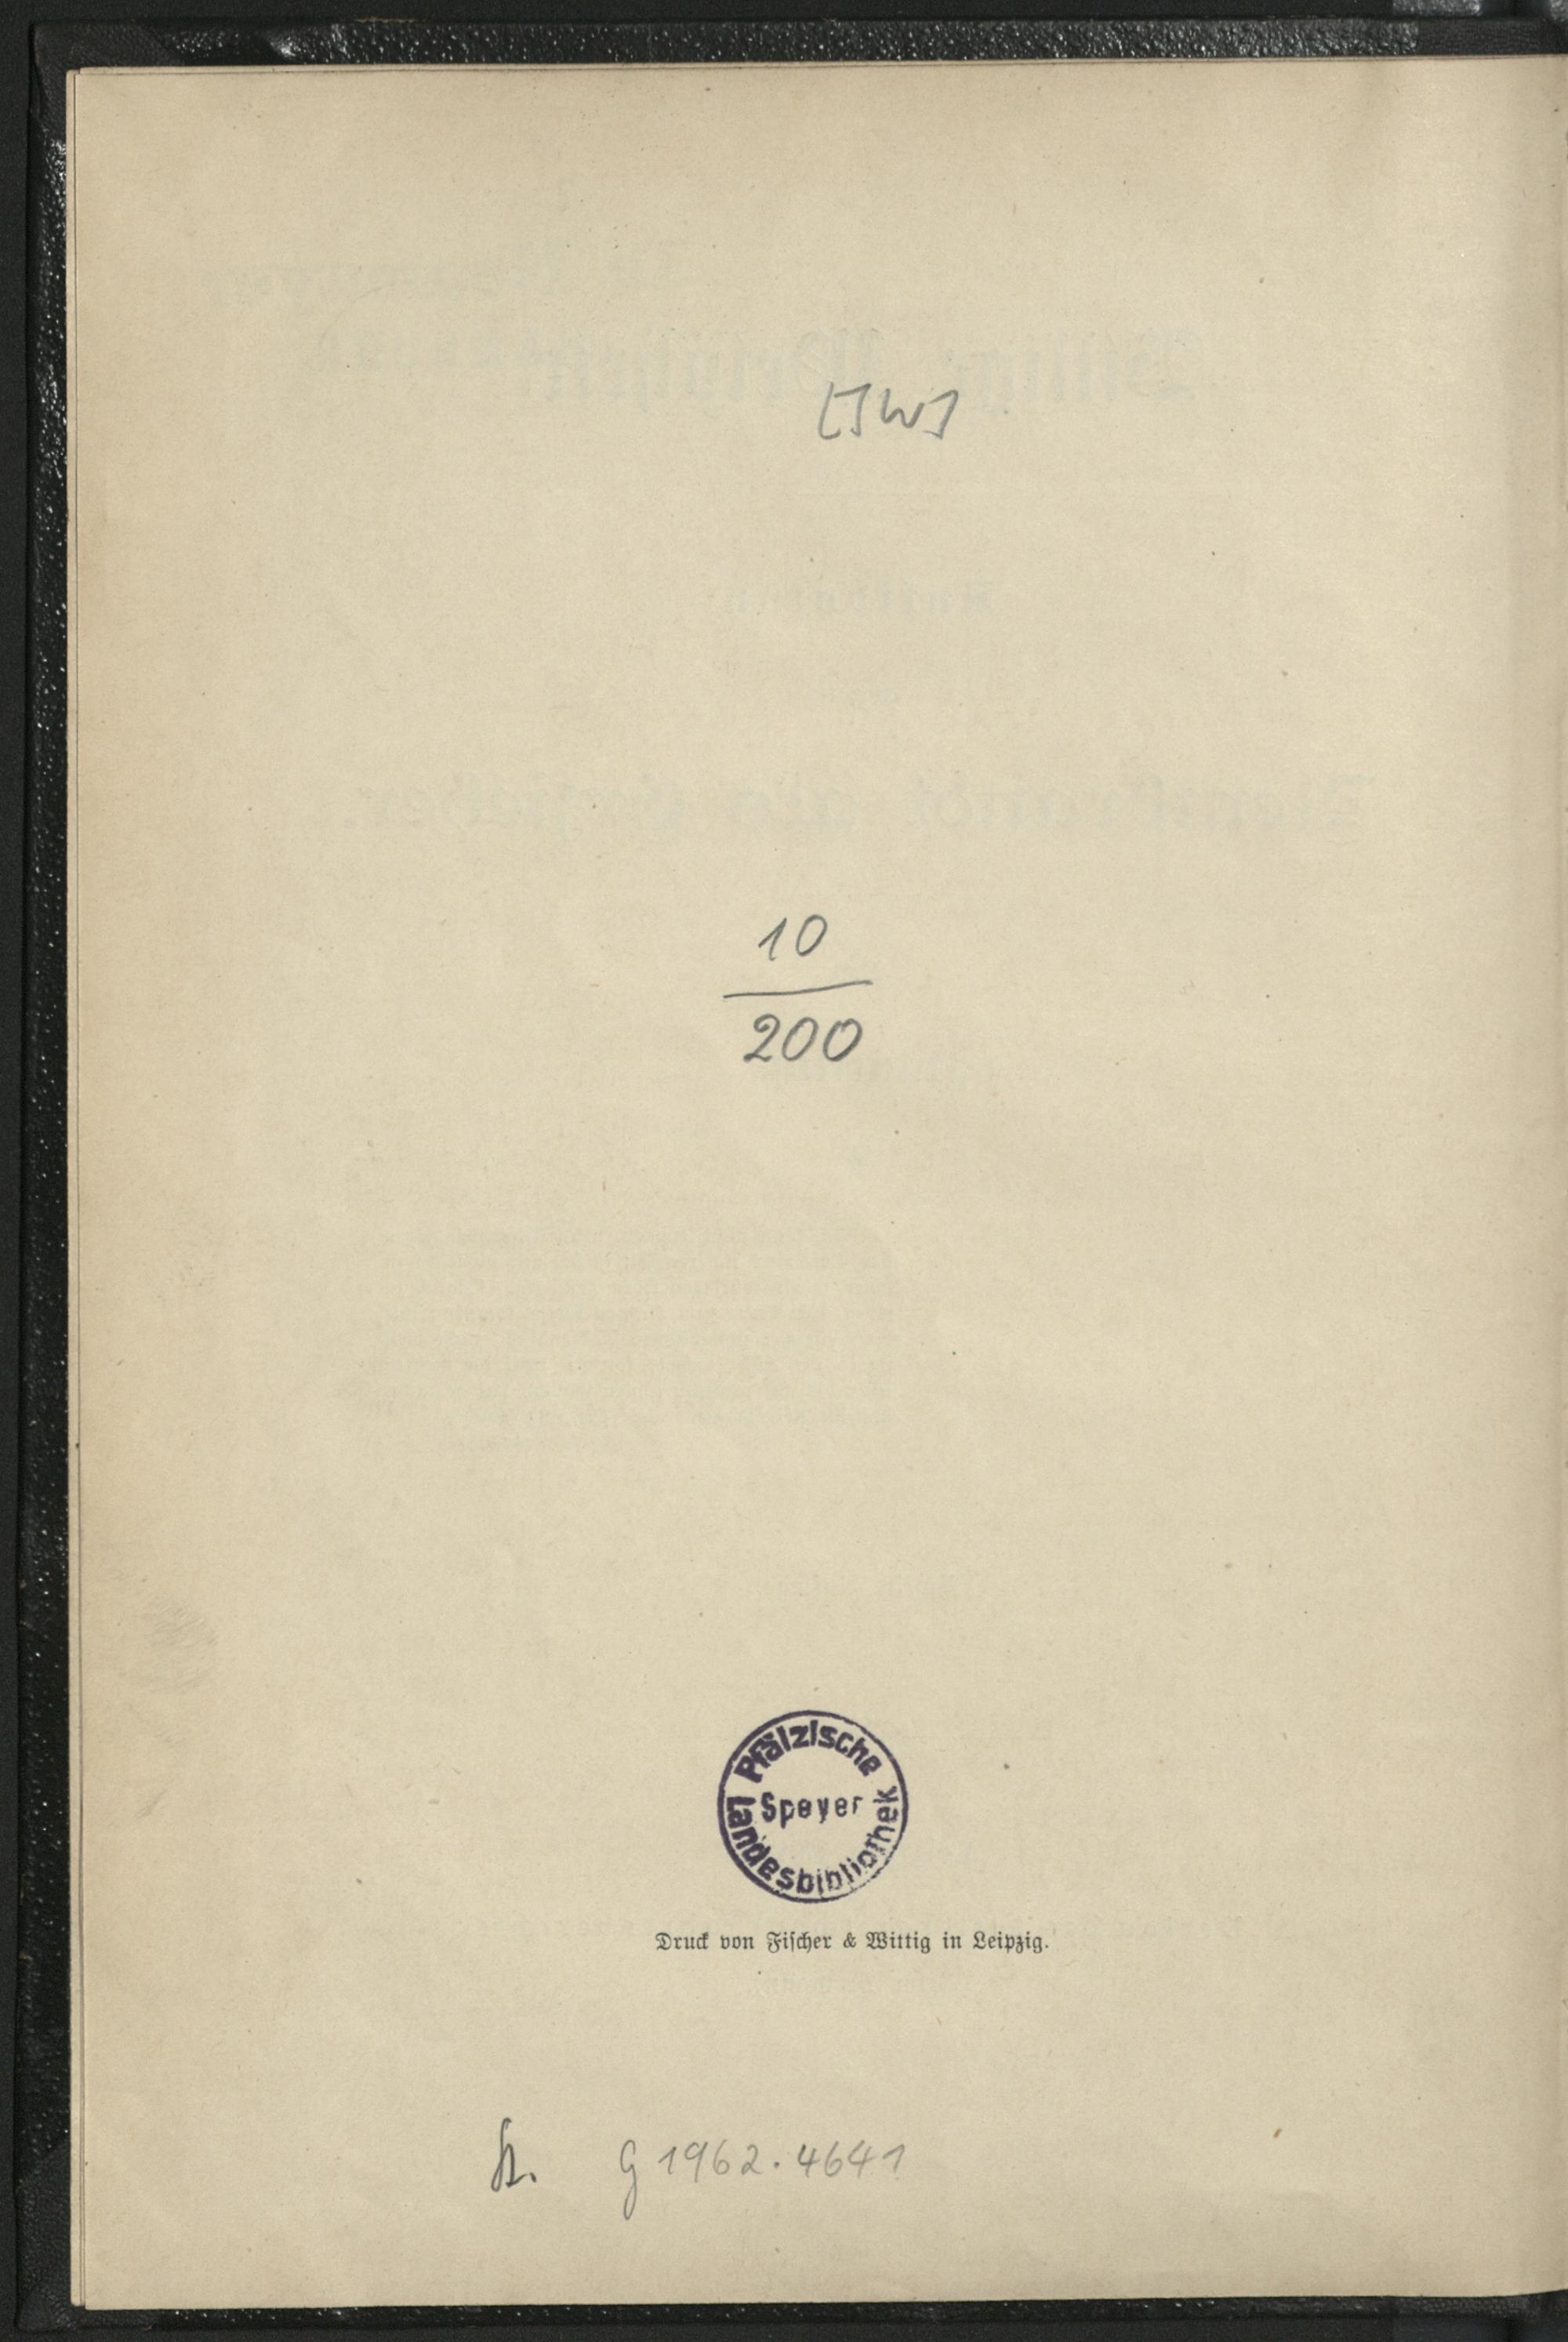 [JW]
10
200
Pfälzische
Speyer
Landesbibliothek
Druck von Fischer & Wittig in Leipzig.
G 1962.4641